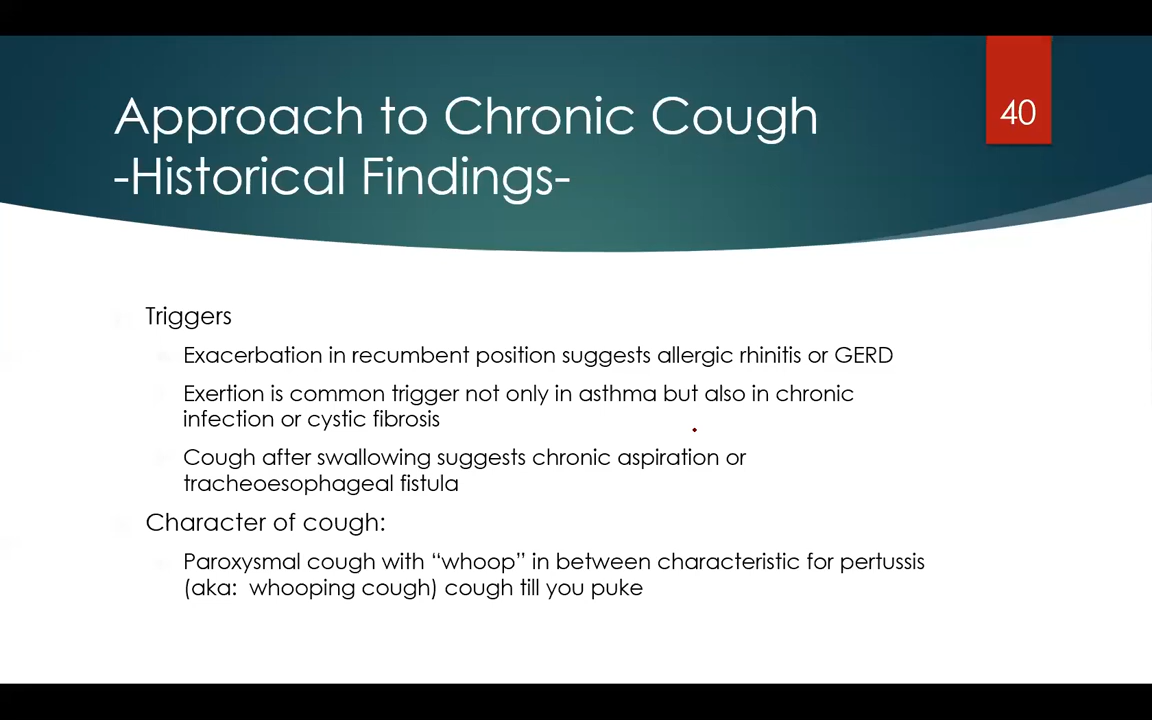 Approach to Chronic Cough
-Historical Findings-
40
Triggers
Exacerbation in recumbent position suggests allergic rhinitis or GERD
Exertion is common trigger not only in asthma but also in chronic
infection or cystic fibrosis
Cough after swallowing suggests chronic aspiration or
tracheoesophageal fistula
Character of cough:
Paroxysmal cough with “whoop” in between characteristic for pertussis
(aka:  whooping cough) cough till you puke